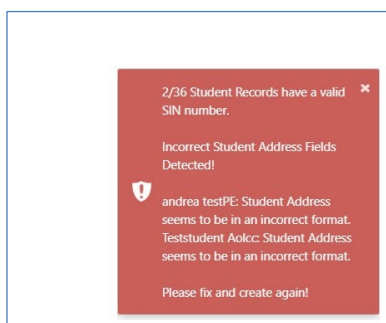 2/36 Student Records have a valid
SIN number.
Incorrect Student Address Fields
Detected!
andrea testPE: Student Address
seems to be in an incorrect format.
Teststudent Aolcc: Student Address
seems to be in an incorrect format.
Please fix and create again!